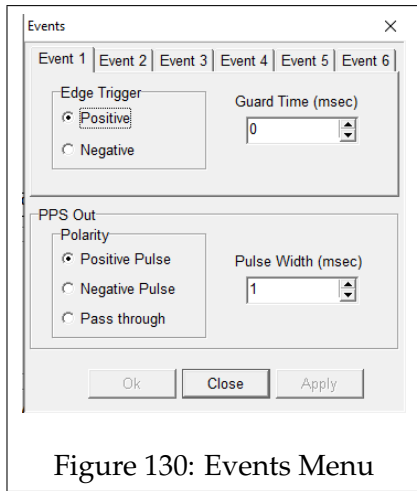 Events
Event 1 Event 2 Event 3 Event 4 Event 5 Event 6
Edge Trigger
Positive
Negative
Guard Time (msec)
0
PPS Out
Polarity
Positive Pulse
Negative Pulse
Pass through
Pulse Width (msec)
1
Ok Close Apply
Figure 130: Events Menu